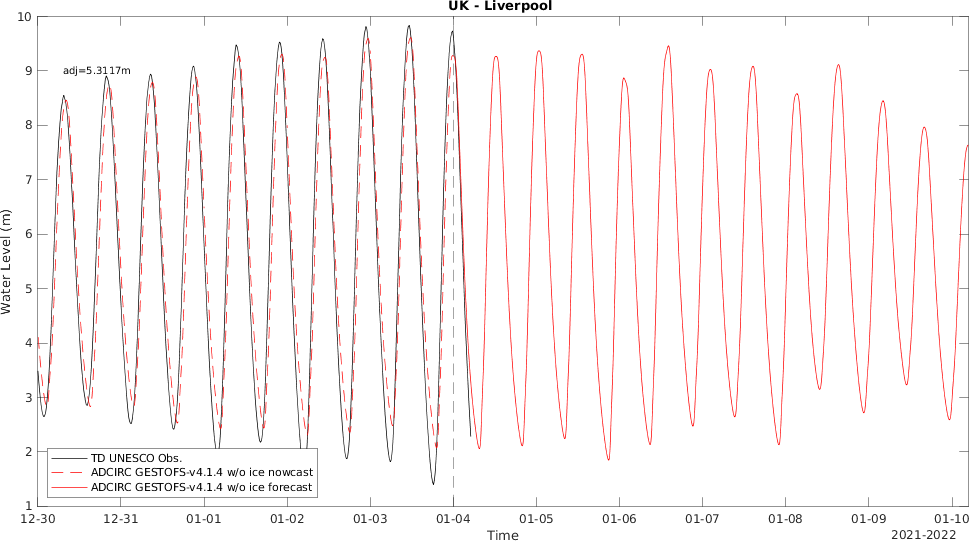 UK - Liverpool
adj=5.3117m
10
9
8
7
6
5
4
3
2
1
Water Level (m)
TD UNESCO Obs.
ADCIRC GESTOFS-v4.1.4 w/o ice nowcast
ADCIRC GESTOFS-v4.1.4 w/o ice forecast
12-30 12-31 01-01 01-02 01-03 01-04 01-05 01-06 01-07 01-08 01-09 01-10
Time
2021-2022